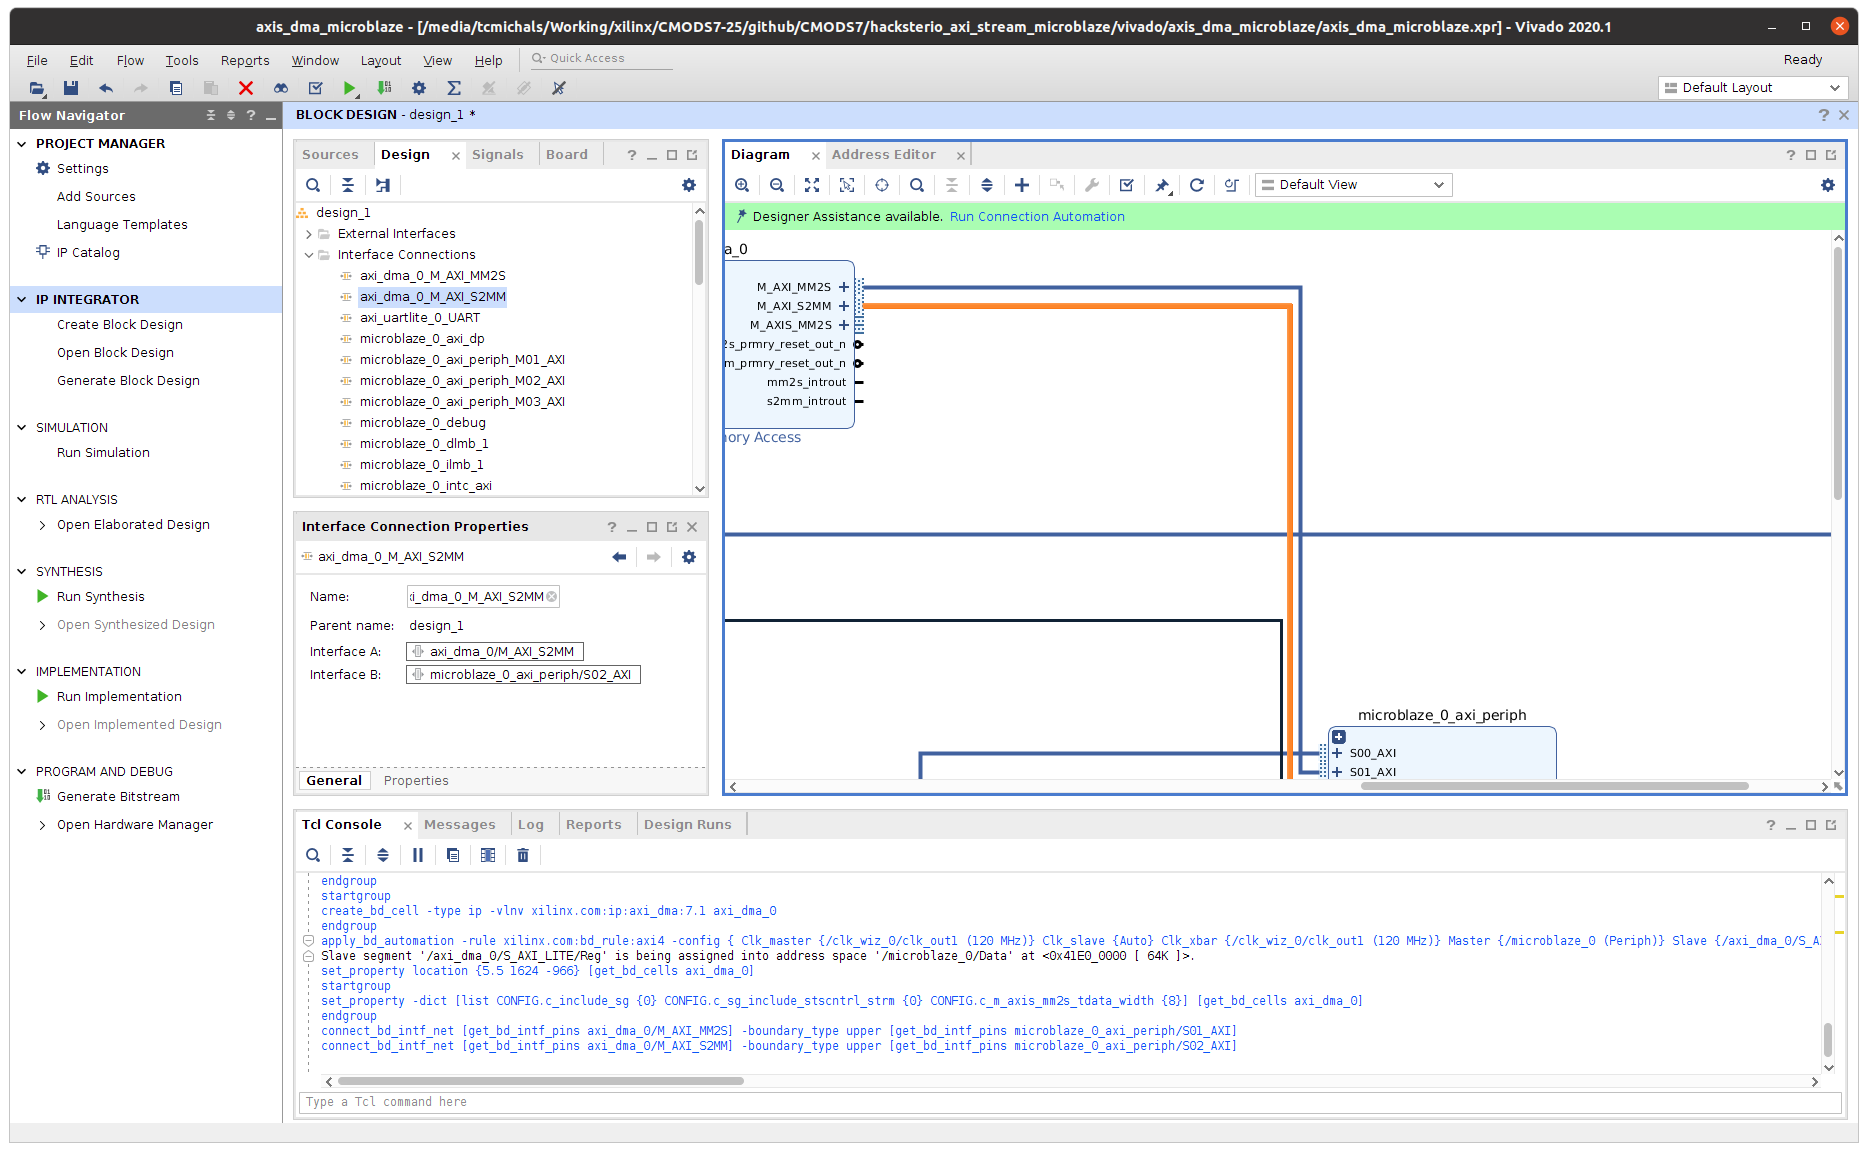 axis_dma_microblaze - [/media/tcmichals/Working/xilinx/CMODS7-25/github/CMODS7/hacksterio_axi_stream_microblaze/vivado/axis_dma_microblaze/axis_dma_microblaze.xpr] - Vivado 2020.1
File Edit Flow Tools Reports Window Layout View Help Quick Access Ready
Default Layout
Flow Navigator
PROJECT MANAGER
Settings
Add Sources
Language Templates
IP Catalog
IP INTEGRATOR
Create Block Design
Open Block Design
Generate Block Design
SIMULATION
Run Simulation
RTL ANALYSIS
Open Elaborated Design
SYNTHESIS
Run Synthesis
Open Synthesized Design
IMPLEMENTATION
Run Implementation
Open Implemented Design
PROGRAM AND DEBUG
Generate Bitstream
Open Hardware Manager
BLOCK DESIGN - design_1 *
Sources Design Signals Board
design_1
External Interfaces
Interface Connections
axi_dma_0_M_AXI_MM2S
axi_dma_0_M_AXI_S2MM
axi_uartlite_0_UART
microblaze_0_axi_dp
microblaze_0_axi_periph_M01_AXI
microblaze_0_axi_periph_M02_AXI
microblaze_0_axi_periph_M03_AXI
microblaze_0_debug
microblaze_0_dlmb_1
microblaze_0_ilmb_1
microblaze_0_intc_axi
Interface Connection Properties
axi_dma_0_M_AXI_S2MM
Name: i_dma_0_M_AXI_S2MM
Parent name: design_1
Interface A: axi_dma_0/M_AXI_S2MM
Interface B: microblaze_0_axi_periph/S02_AXI
General Properties
Diagram Address Editor
Default View
Designer Assistance available. Run Connection Automation
a_0
M_AXI_MM2S
M_AXI_S2MM
M_AXIS_MM2S
2s_prmry_reset_out_n
m_prmry_reset_out_n
mm2s_introut
s2mm_introut
ory Access
microblaze_0_axi_periph
S00_AXI
S01_AXI
Tcl Console Messages Log Reports Design Runs
endgroup
startgroup
create_bd_cell -type ip -vlnv xilinx.com:ip:axi_dma:7.1 axi_dma_0
endgroup
apply_bd_automation -rule xilinx.com:bd_rule:axi4 -config { Clk_master {/clk_wiz_0/clk_out1 (120 MHz)} Clk_slave {Auto} Clk_xbar {/clk_wiz_0/clk_out1 (120 MHz)} Master {/microblaze_0 (Periph)} Slave {/axi_dma_0/S_A
Slave segment '/axi_dma_0/S_AXI_LITE/Reg' is being assigned into address space '/microblaze_0/Data' at <0x41E0_0000 [ 64K ]>.
set_property location {5.5 1624 -966} [get_bd_cells axi_dma_0]
startgroup
set_property -dict [list CONFIG.c_include_sg {0} CONFIG.c_sg_include_stscntrl_strm {0} CONFIG.c_m_axis_mm2s_tdata_width {8}] [get_bd_cells axi_dma_0]
endgroup
connect_bd_intf_net [get_bd_intf_pins axi_dma_0/M_AXI_MM2S] -boundary_type upper [get_bd_intf_pins microblaze_0_axi_periph/S01_AXI]
connect_bd_intf_net [get_bd_intf_pins axi_dma_0/M_AXI_S2MM] -boundary_type upper [get_bd_intf_pins microblaze_0_axi_periph/S02_AXI]
Type a Tcl command here